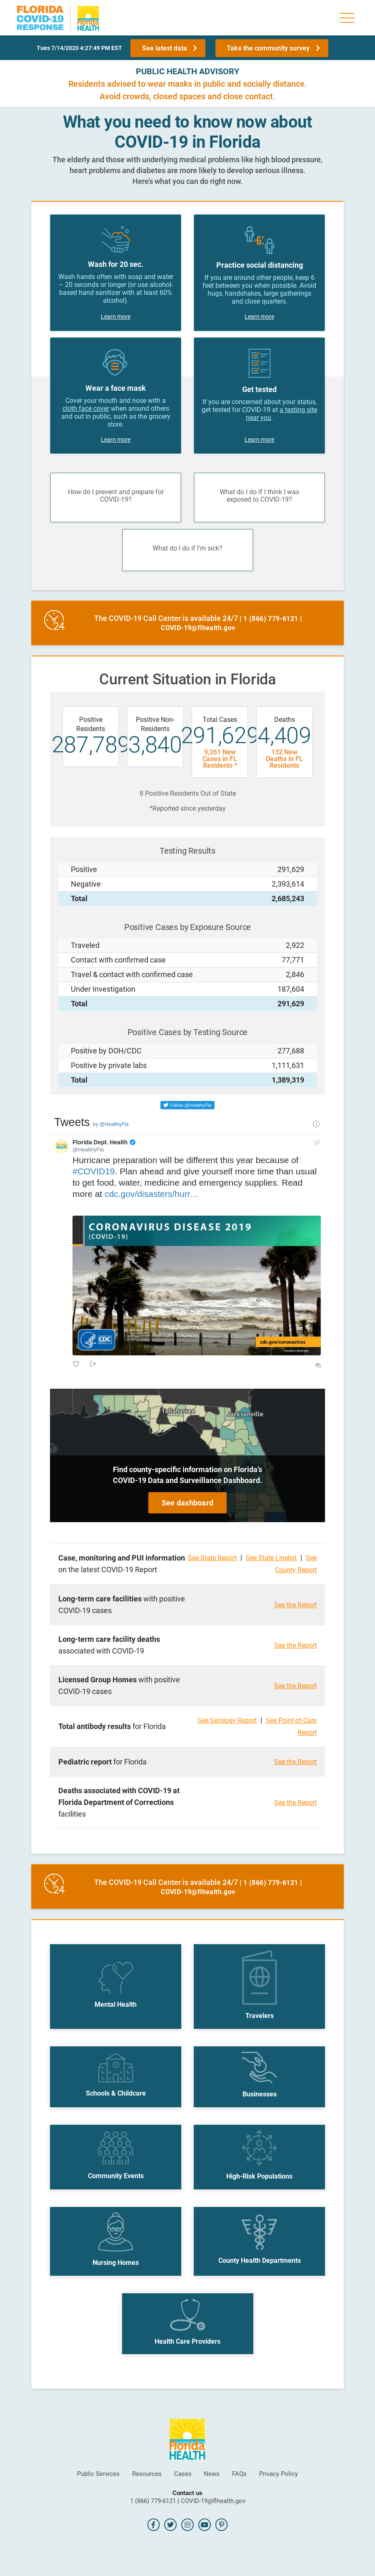 FLORIDA
COVID-19
RESPONSE
Florida
HEALTH
Tues 7/14/2020 4:27:49 PM EST
See latest data
Take the community survey
PUBLIC HEALTH ADVISORY
Residents advised to wear masks in public and socially distance.
Avoid crowds, closed spaces and close contact.
What you need to know now about
COVID-19 in Florida
The elderly and those with underlying medical problems like high blood pressure,
heart problems and diabetes are more likely to develop serious illness.
Here's what you can do right now.
Wash for 20 sec.
Wash hands often with soap and water
– 20 seconds or longer (or use alcohol-
based hand sanitizer with at least 60%
alcohol).
Learn more
6'
Practice social distancing
If you are around other people, keep 6
feet between you when possible. Avoid
hugs, handshakes, large gatherings
and close quarters.
Learn more
Wear a face mask
Cover your mouth and nose with a
cloth face cover when around others
and out in public, such as the grocery
store.
Learn more
Get tested
If you are concerned about your status,
get tested for COVID-19 at a testing site
near you.
Learn more
How do I prevent and prepare for
COVID-19?
What do I do if I think I was
exposed to COVID-19?
What do I do if I'm sick?
24
The COVID-19 Call Center is available 24/7 | 1 (866) 779-6121 |
COVID-19@flhealth.gov
Current Situation in Florida
Positive
Residents
287,789
Positive Non-
Residents
3,840
Total Cases
291,629
9,261 New
Cases in FL
Residents *
Deaths
4,409
132 New
Deaths in FL
Residents
8 Positive Residents Out of State
*Reported since yesterday
Testing Results
Positive 291,629
Negative 2,393,614
Total 2,685,243
Positive Cases by Exposure Source
Traveled 2,922
Contact with confirmed case 77,771
Travel & contact with confirmed case 2,846
Under Investigation 187,604
Total 291,629
Positive Cases by Testing Source
Positive by DOH/CDC 277,688
Positive by private labs 1,111,631
Total 1,389,319
Follow @HealthyFla
Tweets by @HealthyFla
Florida Dept. Health
@HealthyFla
Hurricane preparation will be different this year because of
#COVID19. Plan ahead and give yourself more time than usual
to get food, water, medicine and emergency supplies. Read
more at cdc.gov/disasters/hurr…
CORONAVIRUS DISEASE 2019
(COVID-19)
CDC
cdc.gov/coronavirus
Tallahassee
Jacksonville
Find county-specific information on Florida's
COVID-19 Data and Surveillance Dashboard.
See dashboard
Case, monitoring and PUI information
on the latest COVID-19 Report
See State Report | See State Linelist | See
County Report
Long-term care facilities with positive
COVID-19 cases
See the Report
Long-term care facility deaths
associated with COVID-19
See the Report
Licensed Group Homes with positive
COVID-19 cases
See the Report
Total antibody results for Florida
See Serology Report | See Point-of-Care
Report
Pediatric report for Florida
See the Report
Deaths associated with COVID-19 at
Florida Department of Corrections
facilities
See the Report
24
The COVID-19 Call Center is available 24/7 | 1 (866) 779-6121 |
COVID-19@flhealth.gov
Mental Health
Travelers
Schools & Childcare
Businesses
Community Events
High-Risk Populations
Nursing Homes
County Health Departments
Health Care Providers
Florida
HEALTH
Public Services Resources Cases News FAQs Privacy Policy
Contact us
1 (866) 779-6121 | COVID-19@flhealth.gov